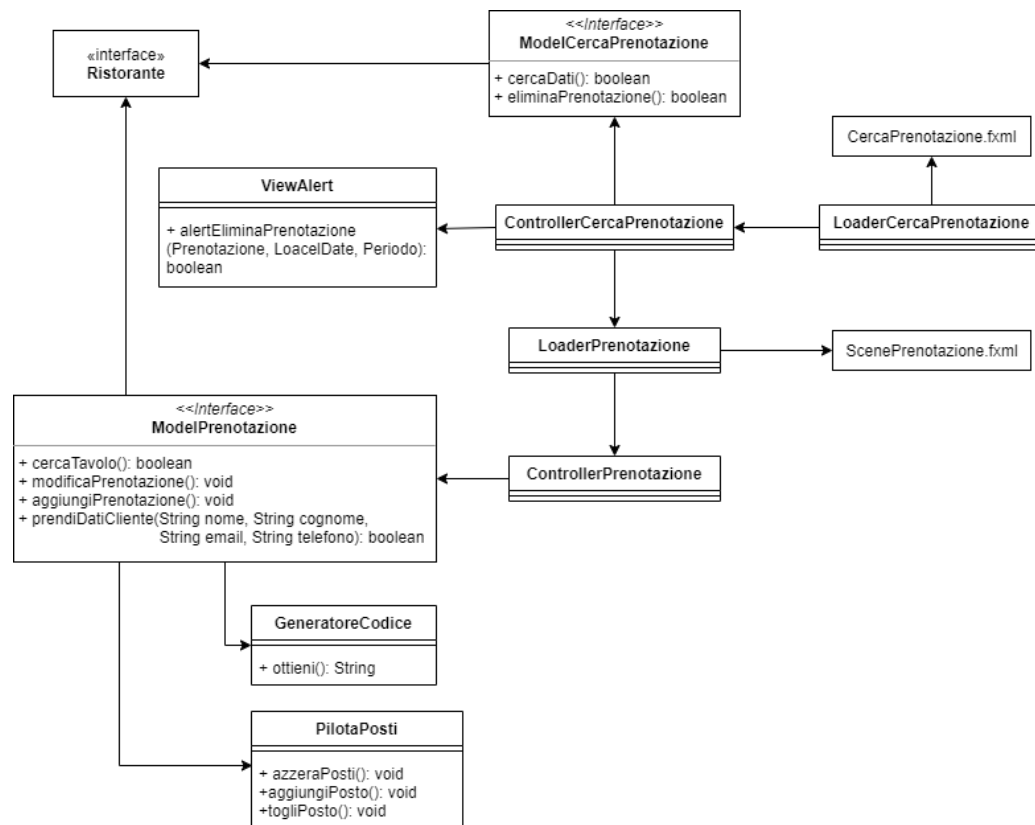 <<Interface>>
ModelCercaPrenotazione
+ cercaDati(): boolean
+ eliminaPrenotazione(): boolean
«interface»
Ristorante
CercaPrenotazione.fxml
ViewAlert
+ alertEliminaPrenotazione
(Prenotazione, LoacelDate, Periodo):
boolean
ControllerCercaPrenotazione
LoaderCercaPrenotazione
LoaderPrenotazione
ScenePrenotazione.fxml
<<Interface>>
ModelPrenotazione
+ cercaTavolo(): boolean
+ modificaPrenotazione(): void
+ aggiungiPrenotazione(): void
+ prendiDatiCliente(String nome, String cognome,
String email, String telefono): boolean
ControllerPrenotazione
GeneratoreCodice
+ ottieni(): String
PilotaPosti
+ azzeraPosti(): void
+aggiungiPosto(): void
+togliPosto(): void